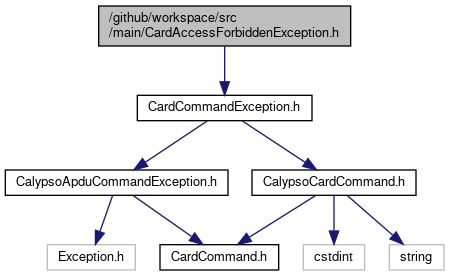 /github/workspace/src
/main/CardAccessForbiddenException.h
CardCommandException.h
CalypsoApduCommandException.h
CalypsoCardCommand.h
Exception.h
CardCommand.h
cstdint
string